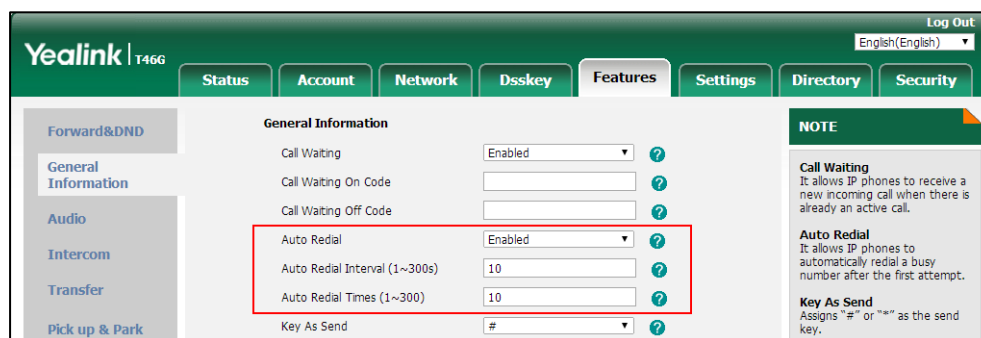 Log Out
Yealink | T46G
English(English)
Status Account Network Dsskey Features Settings Directory Security
Forward&DND
General
Information
Audio
Intercom
Transfer
Pick up & Park
General Information
Call Waiting Enabled
Call Waiting On Code
Call Waiting Off Code
Auto Redial Enabled
Auto Redial Interval (1~300s) 10
Auto Redial Times (1~300) 10
Key As Send #
NOTE
Call Waiting
It allows IP phones to receive a
new incoming call when there is
already an active call.
Auto Redial
It allows IP phones to
automatically redial a busy
number after the first attempt.
Key As Send
Assigns "#" or "*" as the send
key.